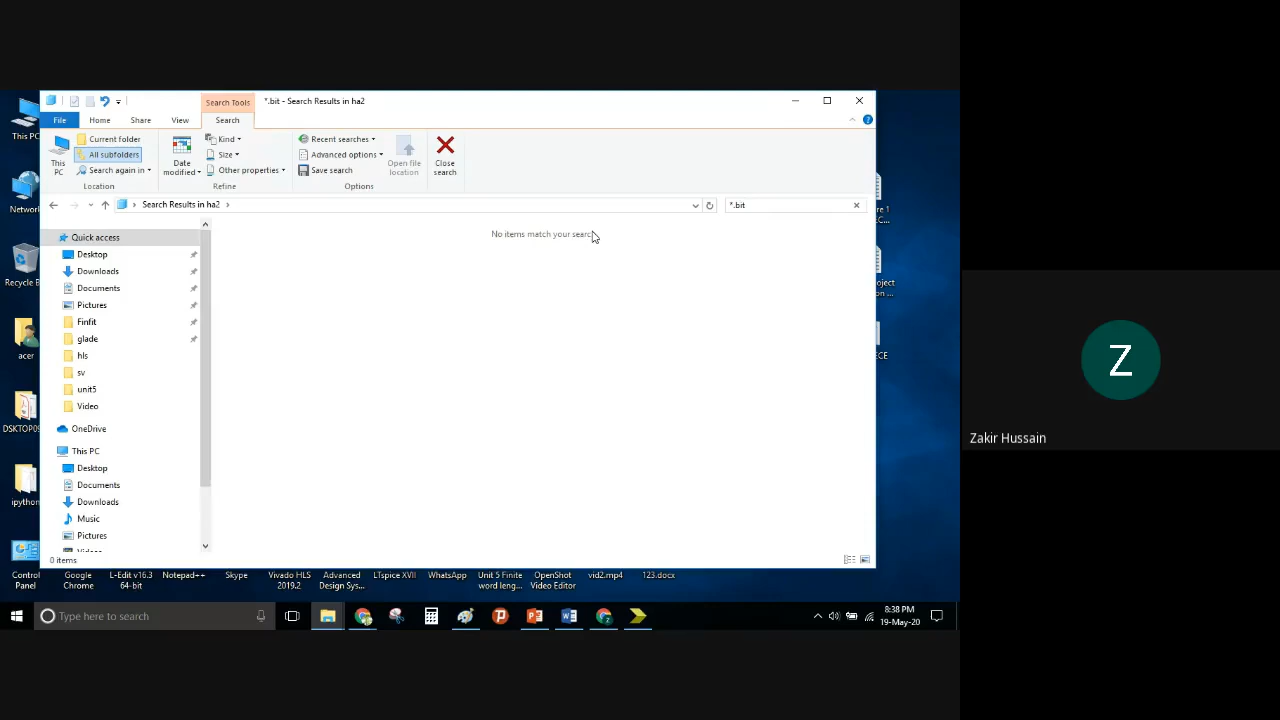 Search Tools
*.bit - Search Results in ha2
File
Home
Share
View
Search
This PC
Current folder
All subfolders
Search again in
Location
Date modified
Kind
Size
Other properties
Refine
Recent searches
Advanced options
Save search
Options
Open file location
Close search
Search Results in ha2
*.bit
No items match your search
Quick access
Desktop
Downloads
Documents
Pictures
Finfit
glade
hls
sv
unit5
Video
OneDrive
This PC
Desktop
Documents
Downloads
Music
Pictures
0 items
This PC
Network
Recycle B
acer
DSKTOP09
ipython
Control Panel
Google Chrome
L-Edit v16.3 64-bit
Notepad++
Skype
Vivado HLS 2019.2
Advanced Design Sys...
LTspice XVII
WhatsApp
Unit 5 Finite word leng...
OpenShot Video Editor
vid2.mp4
123.docx
Type here to search
8:38 PM
19-May-20
Z
Zakir Hussain